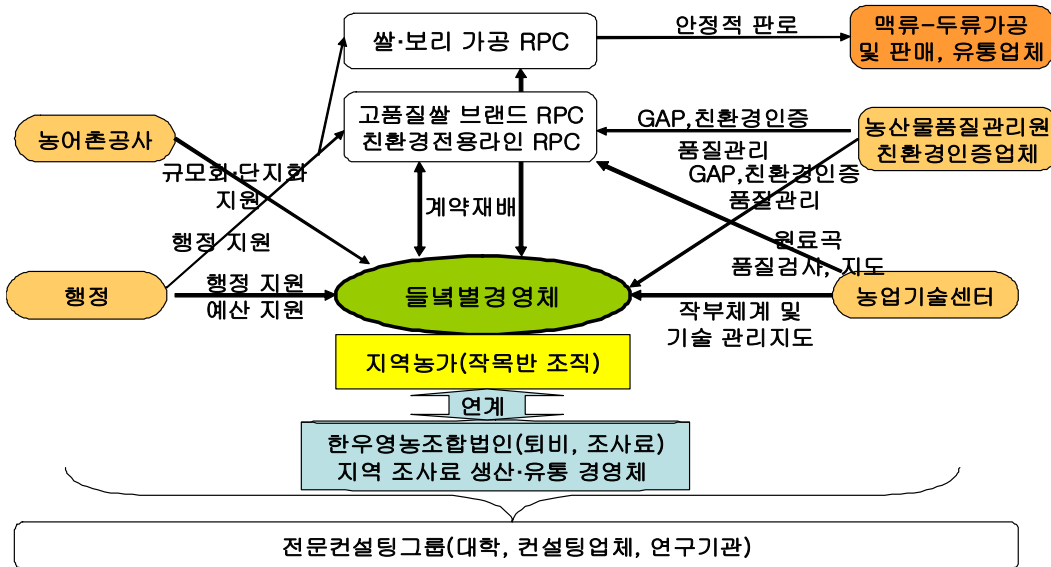 쌀·보리 가공 RPC
안정적 판로
맥류-두류가공
및 판매, 유통업체
농어촌공사
고품질쌀 브랜드 RPC
친환경전용라인 RPC
GAP,친환경인증
품질관리
농산물품질관리원
친환경인증업체
규모화·단지화
지원
GAP,친환경인증
품질관리
계약재배
행정 지원
원료곡
품질검사, 지도
행정
행정 지원
예산 지원
들녘별경영체
작부체계 및
기술 관리지도
농업기술센터
지역농가(작목반 조직)
연계
한우영농조합법인(퇴비, 조사료)
지역 조사료 생산·유통 경영체
전문컨설팅그룹(대학, 컨설팅업체, 연구기관)